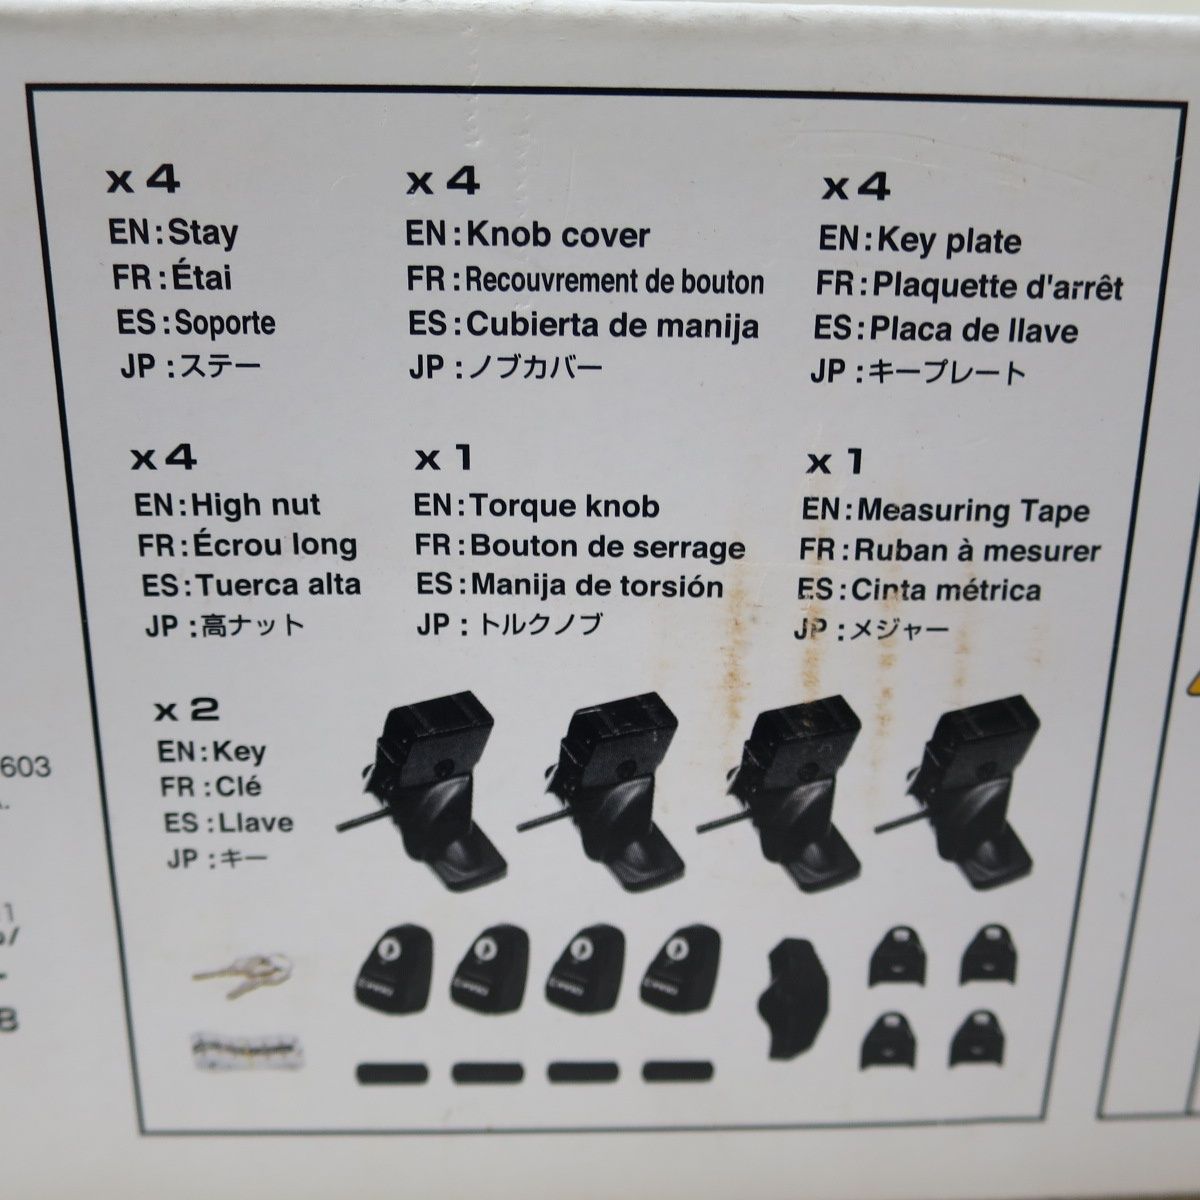 x 4
EN:Stay
FR:Étai
ES:Soporte
JP:ステー
x 4
EN:Knob cover
FR:Recouvrement de bouton
ES:Cubierta de manija
JP:ノブカバー
x 4
EN:Key plate
FR:Plaquette d'arrêt
ES:Placa de llave
JP:キープレート
x 4
EN:High nut
FR:Écrou long
ES:Tuerca alta
JP:高ナット
x 1
EN:Torque knob
FR:Bouton de serrage
ES:Manija de torsión
JP:トルクノブ
x 1
EN:Measuring Tape
FR:Ruban à mesurer
ES:Cinta métrica
JP:メジャー
x 2
EN:Key
FR:Clé
ES:Llave
JP:キー
603